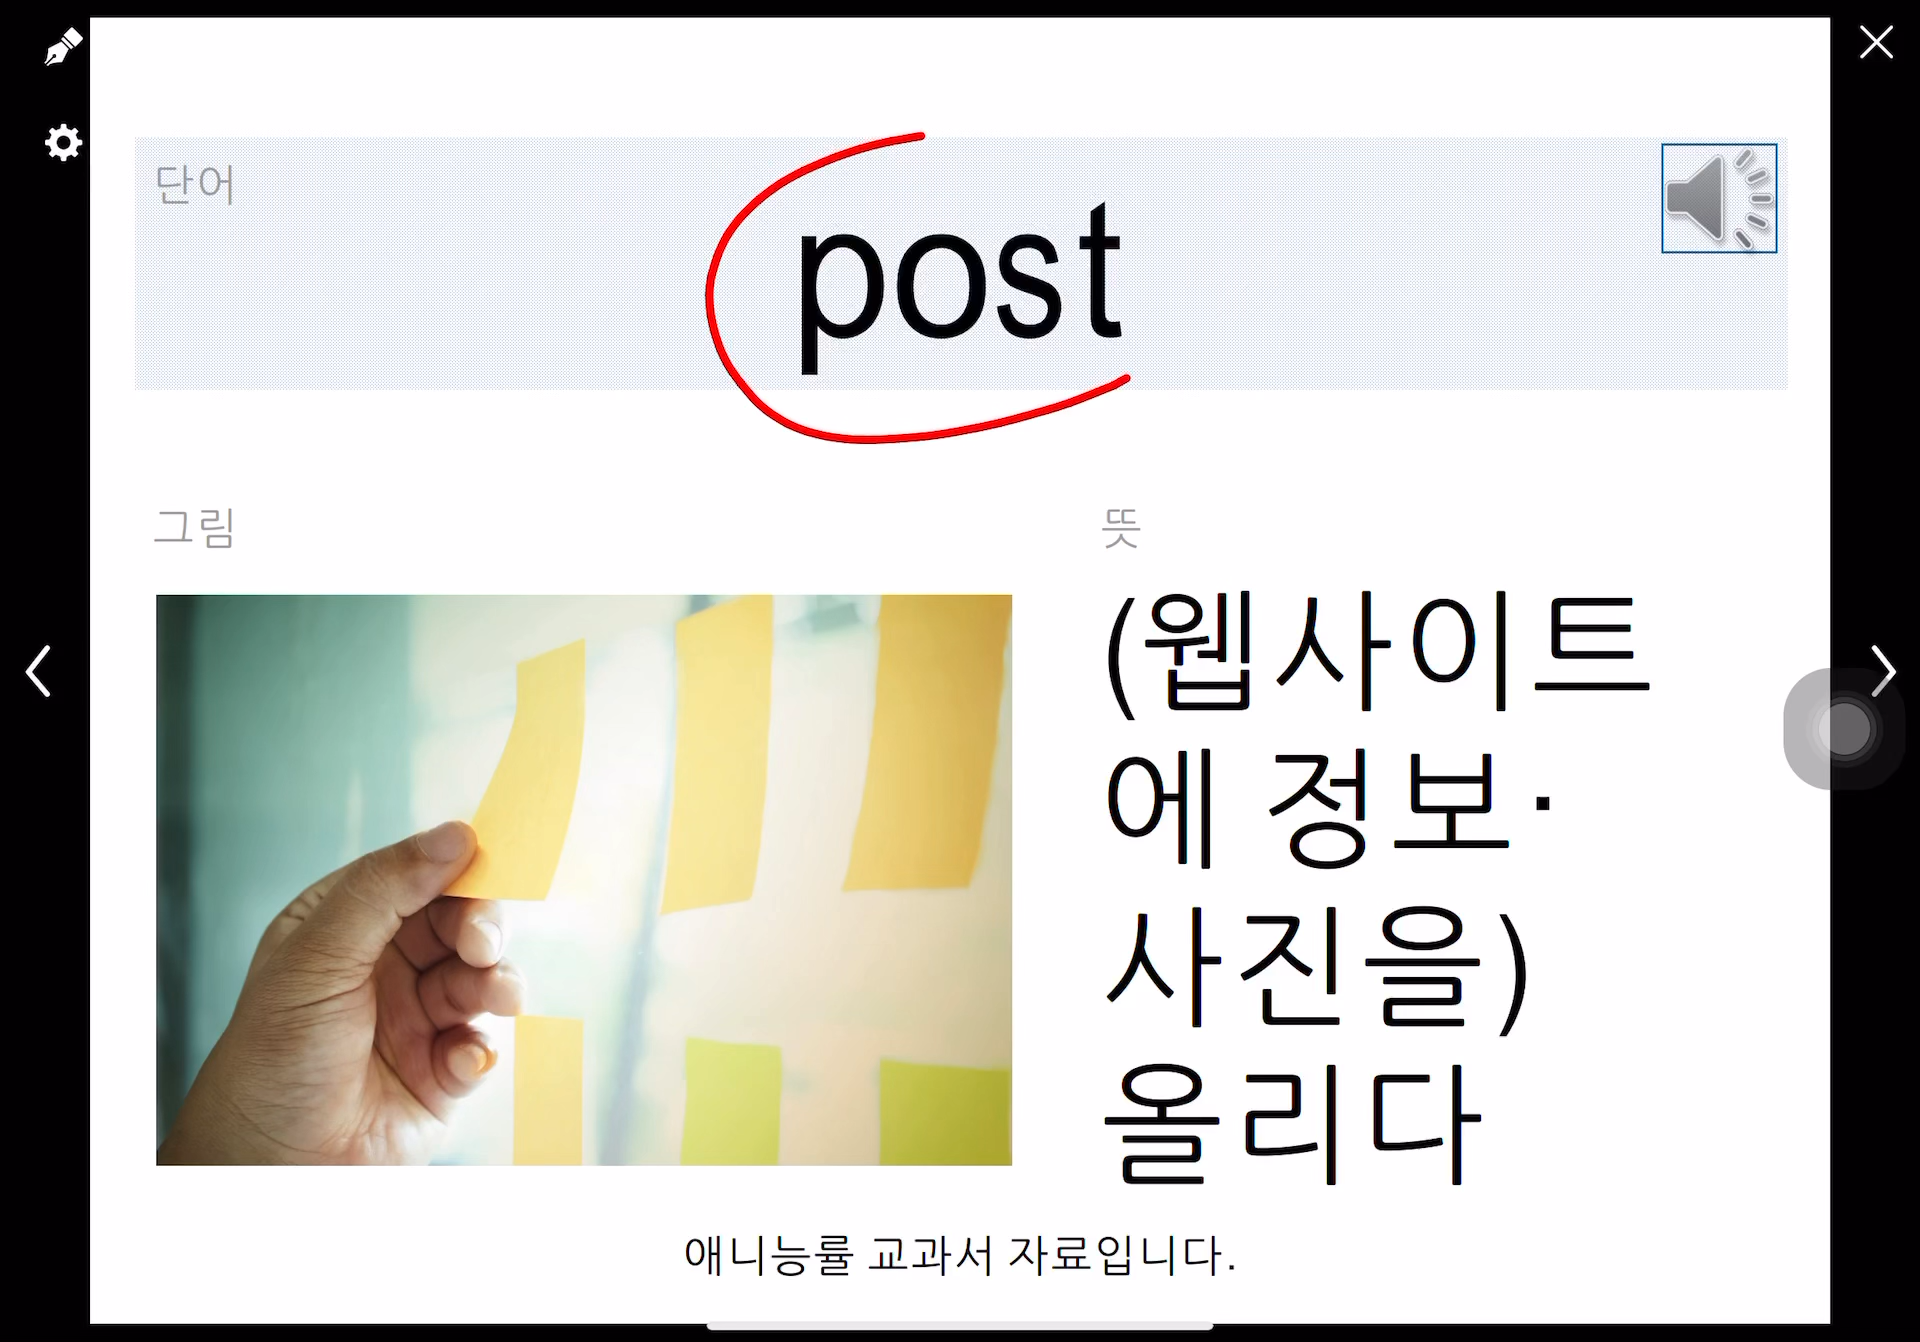 단어
post
그림
뜻
(웹사이트
에 정보·
사진을)
올리다
애니능률 교과서 자료입니다.